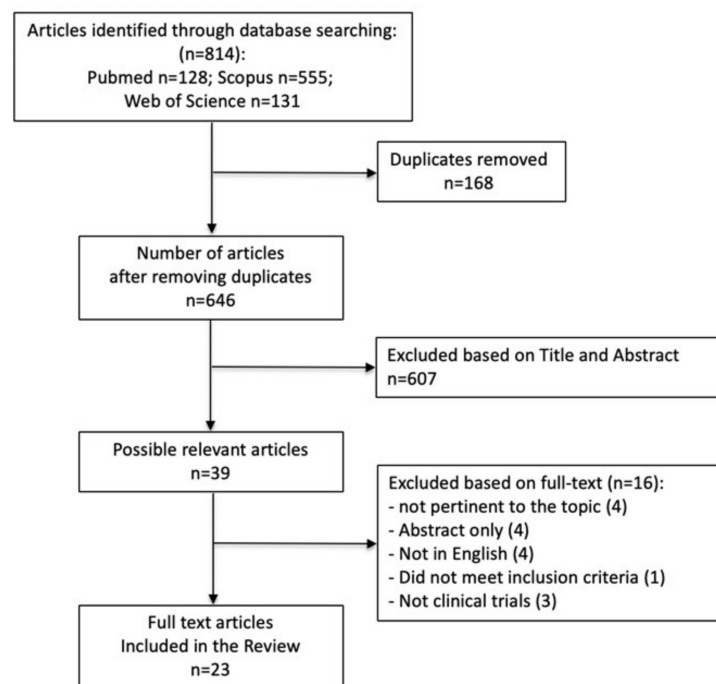 Articles identified through database searching:
(n=814):
Pubmed n=128; Scopus n=555;
Web of Science n=131
Duplicates removed
n=168
Number of articles
after removing duplicates
n=646
Excluded based on Title and Abstract
n=607
Possible relevant articles
n=39
Excluded based on full-text (n=16):
- not pertinent to the topic (4)
- Abstract only (4)
- Not in English (4)
- Did not meet inclusion criteria (1)
- Not clinical trials (3)
Full text articles
Included in the Review
n=23